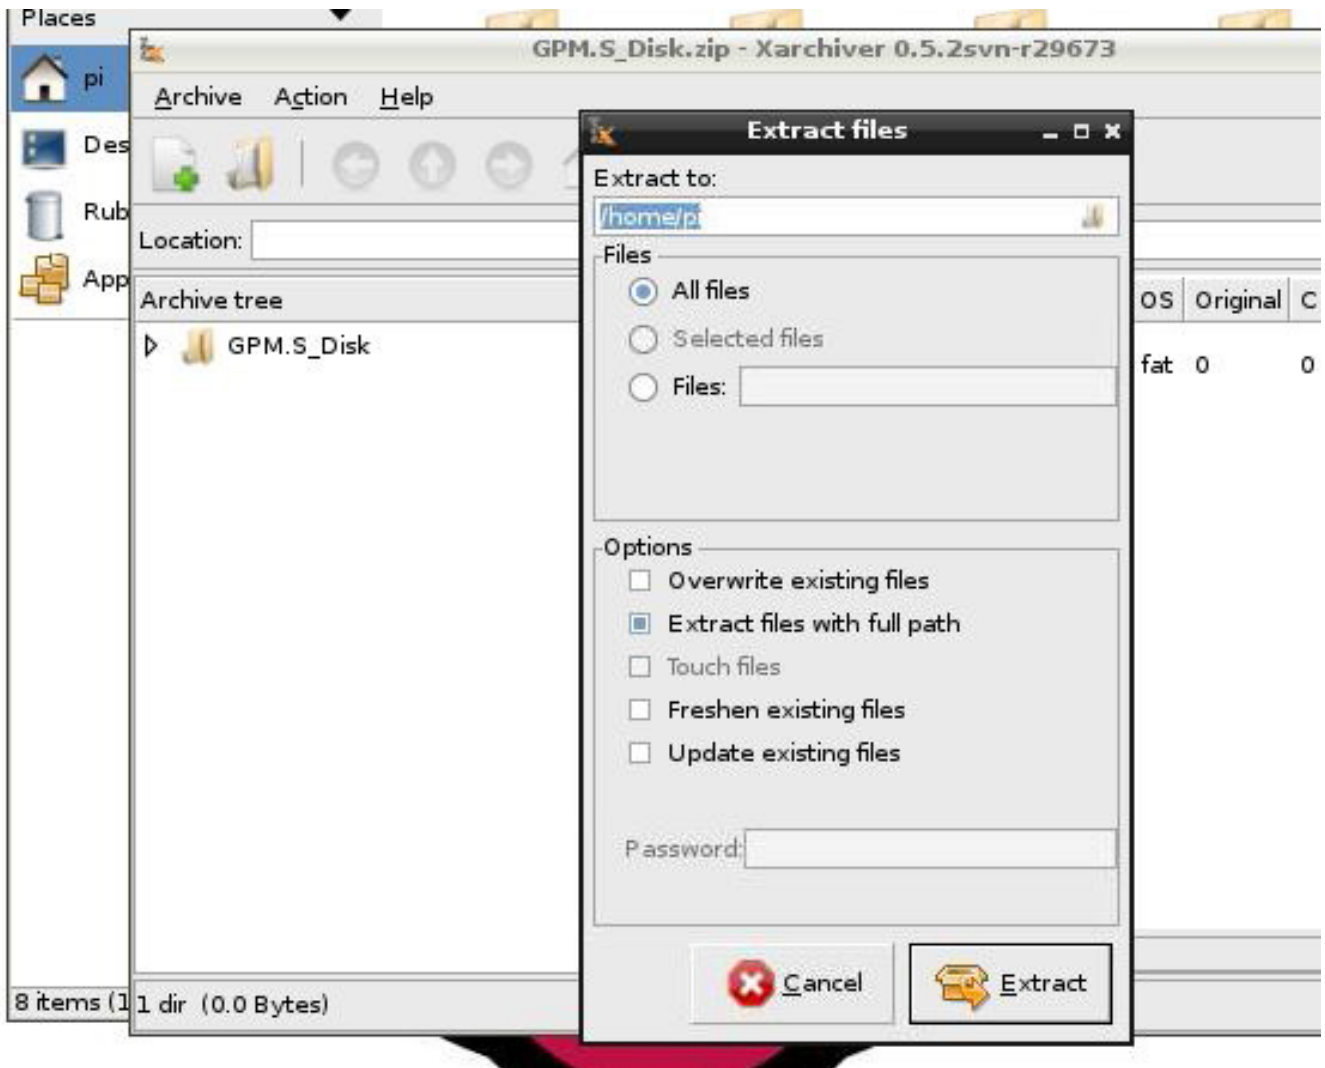 Places
GPM.S_Disk.zip - Xarchiver 0.5.2svn-r29673
pi
Archive Action Help
Extract files
Des
Extract to:
Rub
/home/pi
Location:
Files
App
All files
Archive tree
OS Original C
Selected files
GPM.S_Disk
fat 0 0
Files:
Options
Overwrite existing files
Extract files with full path
Touch files
Freshen existing files
Update existing files
Password:
Cancel
Extract
8 items (1
1 dir (0.0 Bytes)